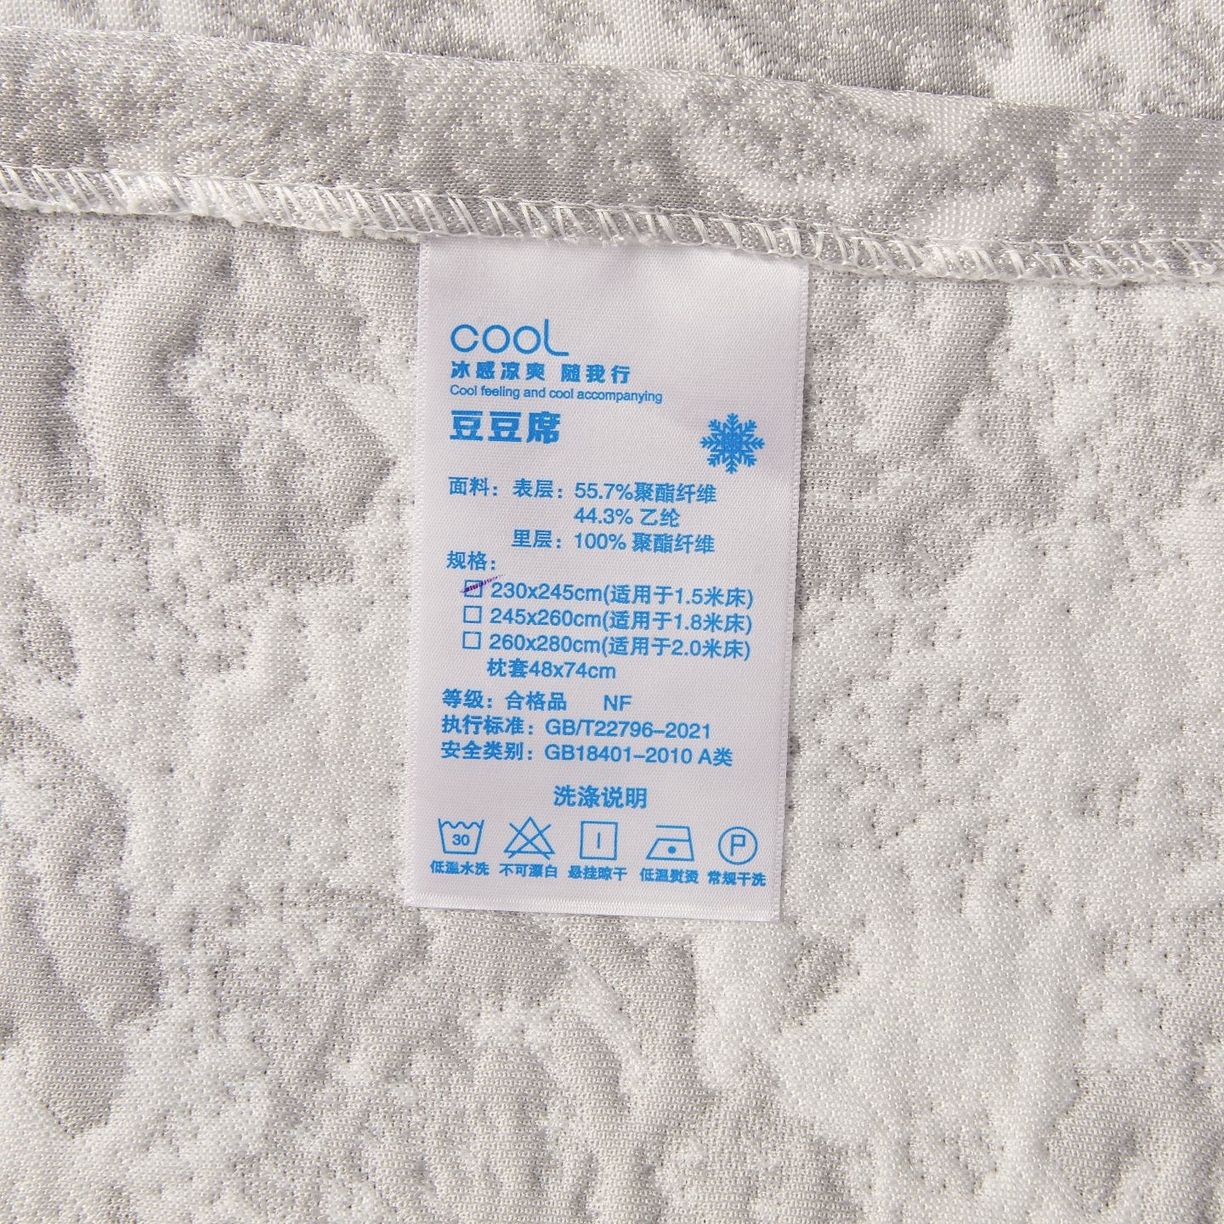 cool
冰感凉爽 随我行
Cool feeling and cool accompanying
豆豆席
面料：表层：55.7%聚酯纤维
44.3% 乙纶
里层：100% 聚酯纤维
规格：
☑ 230x245cm(适用于1.5米床)
☐ 245x260cm(适用于1.8米床)
☐ 260x280cm(适用于2.0米床)
枕套48x74cm
等级：合格品 NF
执行标准：GB/T22796–2021
安全类别：GB18401–2010 A类
洗涤说明
30 P
低温水洗 不可漂白 悬挂晾干 低温熨烫 常规干洗